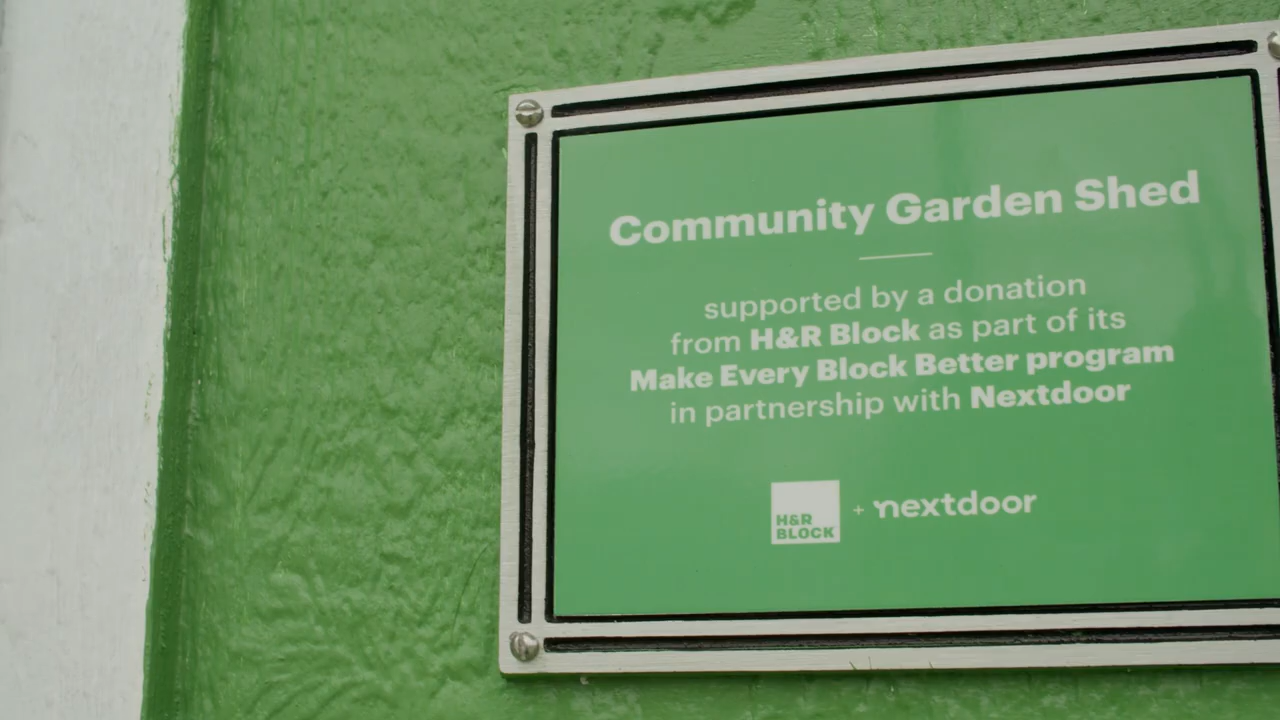 Community Garden Shed
supported by a donation
from H&R Block as part of its
Make Every Block Better program
in partnership with Nextdoor
H&R
BLOCK
+ nextdoor